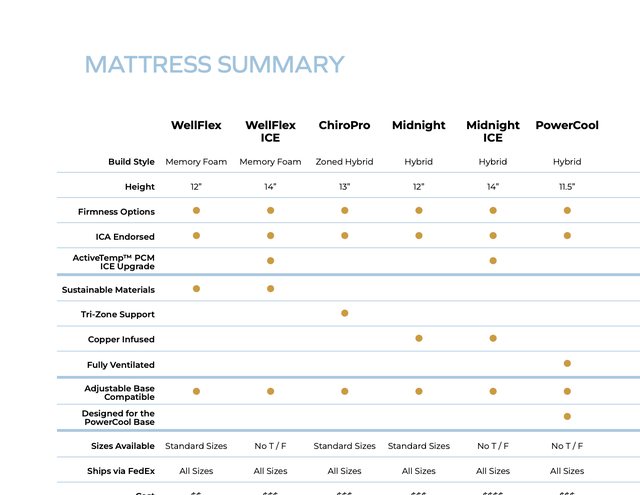 MATTRESS SUMMARY
WellFlex WellFlex ICE ChiroPro Midnight Midnight ICE PowerCool
Build Style Memory Foam Memory Foam Zoned Hybrid Hybrid Hybrid Hybrid
Height 12” 14” 13” 12” 14” 11.5”
Firmness Options
ICA Endorsed
ActiveTemp™ PCM
ICE Upgrade
Sustainable Materials
Tri-Zone Support
Copper Infused
Fully Ventilated
Adjustable Base
Compatible
Designed for the
PowerCool Base
Sizes Available Standard Sizes No T / F Standard Sizes Standard Sizes No T / F No T / F
Ships via FedEx All Sizes All Sizes All Sizes All Sizes All Sizes All Sizes
Cost $$ $$$ $$$ $$$ $$$$ $$$